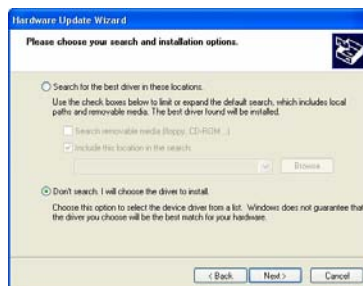 Hardware Update Wizard
Please choose your search and installation options.
Search for the best driver in these locations.
Use the check boxes below to limit or expand the default search, which includes local
paths and removable media. The best driver found will be installed.
Search removable media (floppy, CD-ROM...)
Include this location in the search:
Browse
Don't search. I will choose the driver to install.
Choose this option to select the device driver from a list. Windows does not guarantee that
the driver you choose will be the best match for your hardware.
< Back
Next >
Cancel